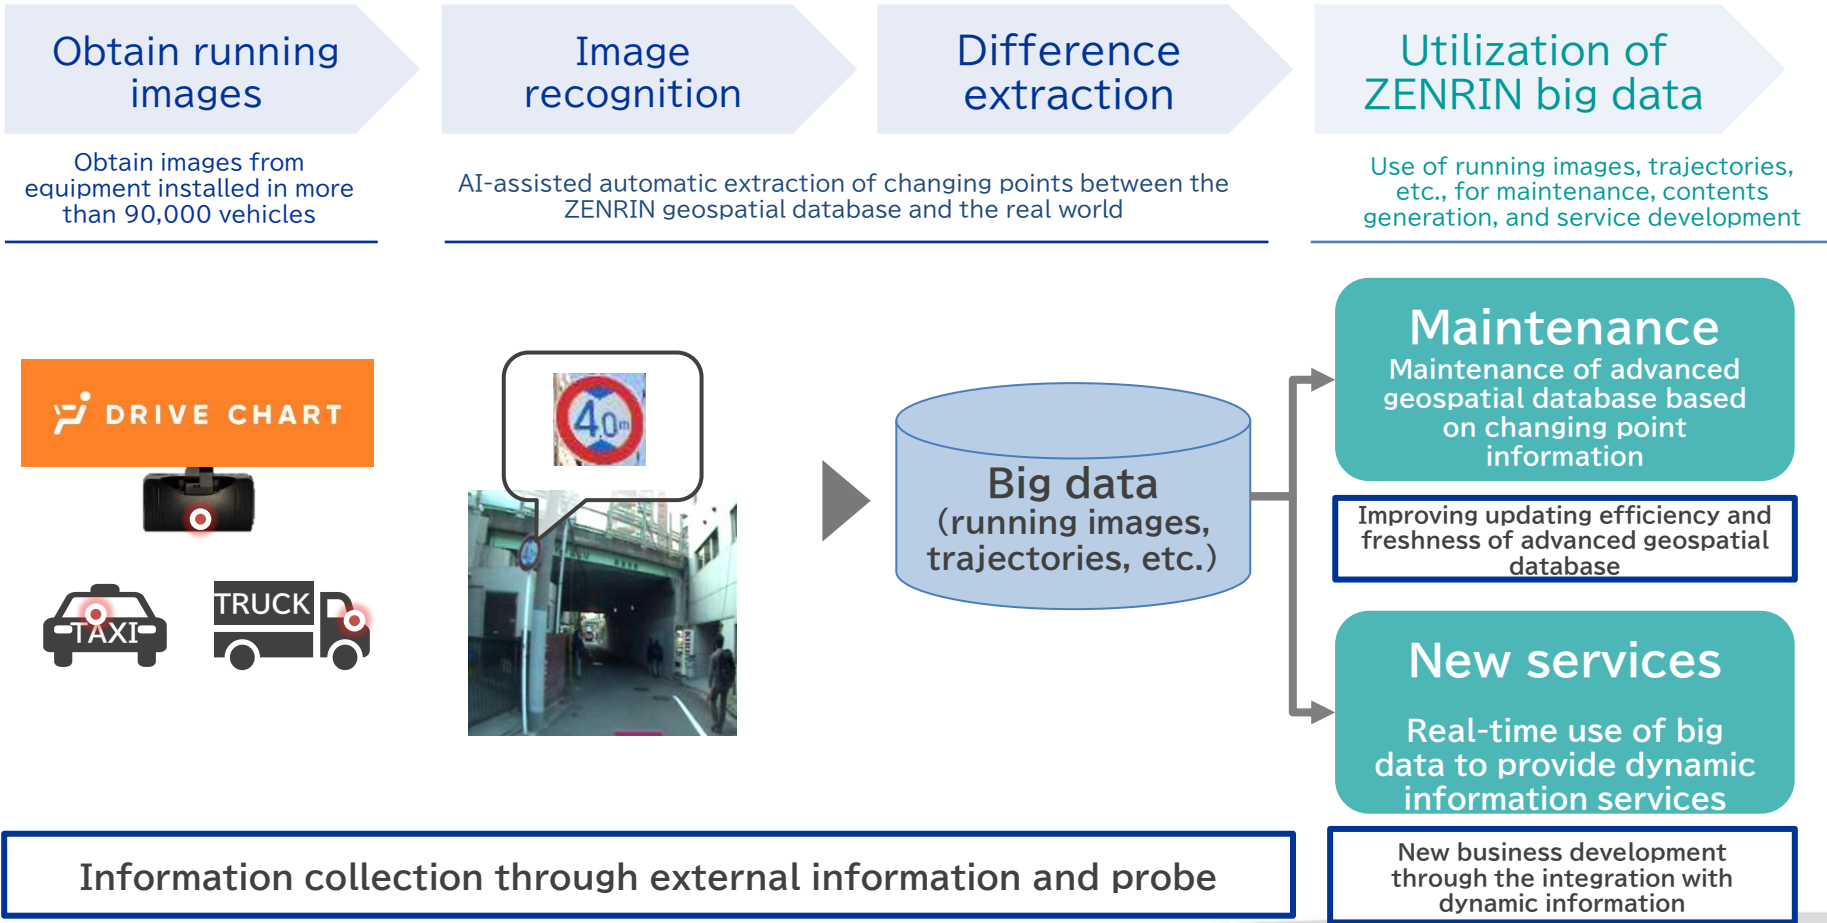 Obtain running
images
Image
recognition
Difference
extraction
Utilization of
ZENRIN big data
Obtain images from
equipment installed in more
than 90,000 vehicles
AI-assisted automatic extraction of changing points between the
ZENRIN geospatial database and the real world
Use of running images, trajectories,
etc., for maintenance, contents
generation, and service development
DRIVE CHART
TAXI
TRUCK
4.0m
Big data
(running images,
trajectories, etc.)
Maintenance
Maintenance of advanced
geospatial database based
on changing point
information
Improving updating efficiency and
freshness of advanced geospatial
database
New services
Real-time use of big
data to provide dynamic
information services
New business development
through the integration with
dynamic information
Information collection through external information and probe